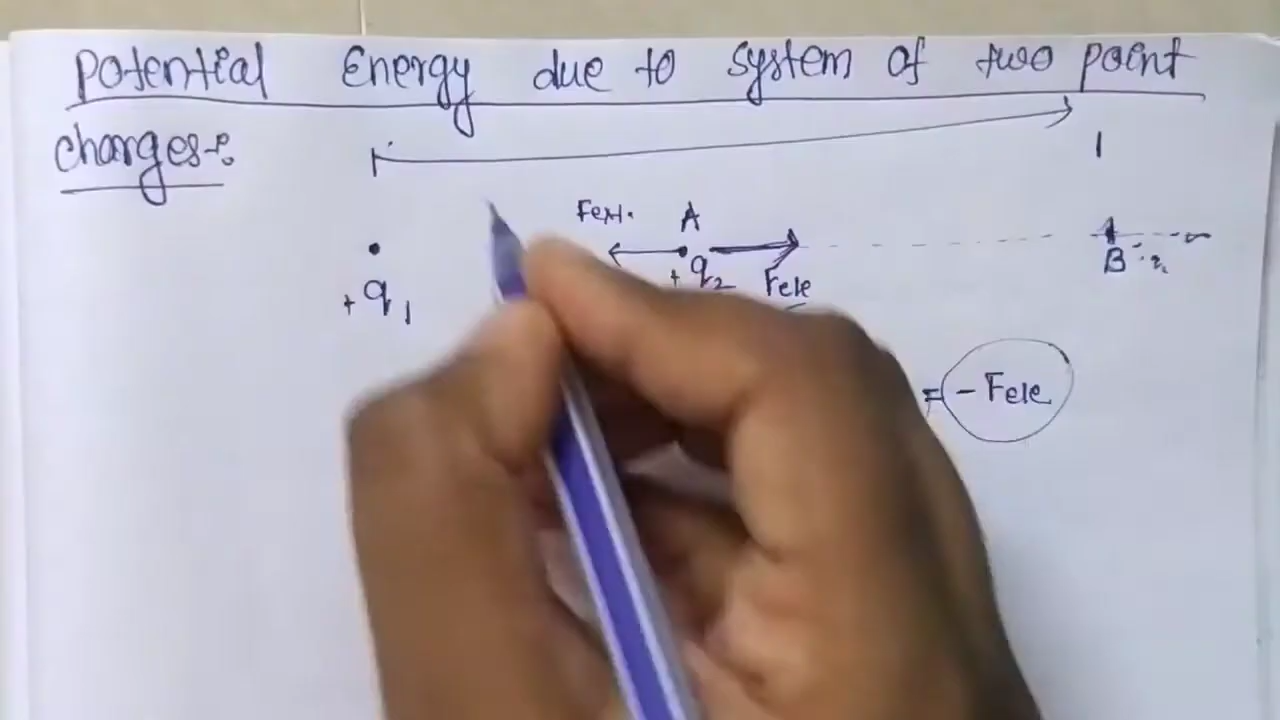 Potential Energy due to system of two point
charges:-
Fext. A
B
+ q1 + q2 Fele
= - Fele